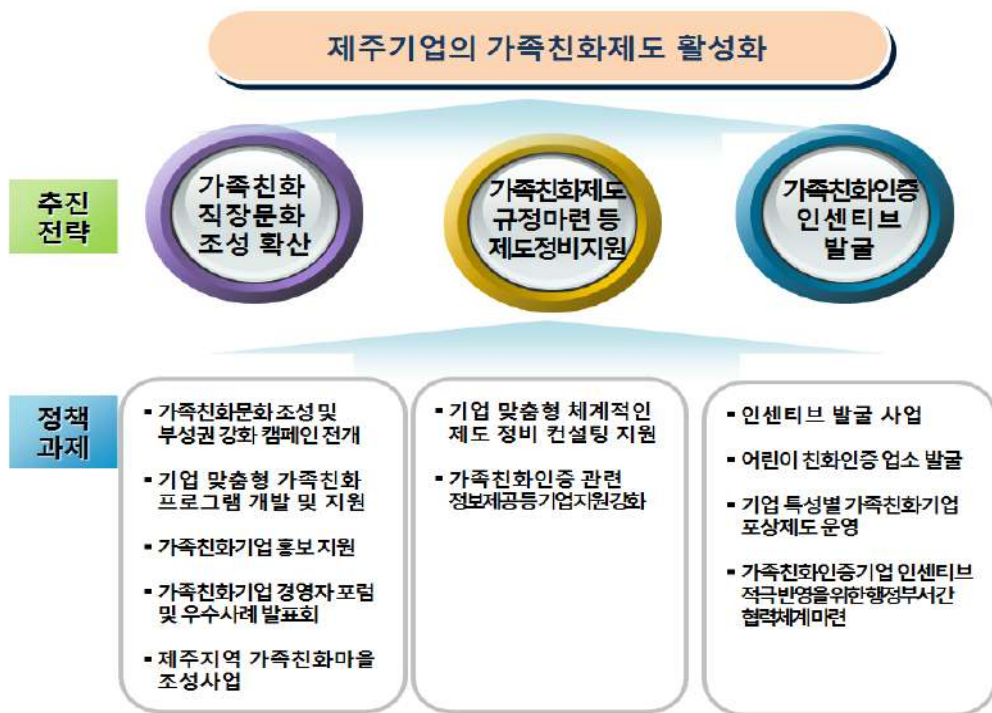 제주기업의 가족친화제도 활성화
추진
전략
가족친화
직장문화
조성 확산
가족친화제도
규정마련 등
제도정비지원
가족친화인증
인센티브
발굴
정책
과제
▪ 가족친화문화 조성 및
부성권 강화 캠페인 전개
▪ 기업 맞춤형 가족친화
프로그램 개발 및 지원
▪ 가족친화기업 홍보 지원
▪ 가족친화기업 경영자 포럼
및 우수사례 발표회
▪ 제주지역 가족친화마을
조성사업
▪ 기업 맞춤형 체계적인
제도 정비 컨설팅 지원
▪ 가족친화인증 관련
정보제공등 기업지원강화
▪ 인센티브 발굴 사업
▪ 어린이 친화인증 업소 발굴
▪ 기업 특성별 가족친화기업
포상제도 운영
▪ 가족친화인증기업 인센티브
적극반영을위한행정부서간
협력체계마련